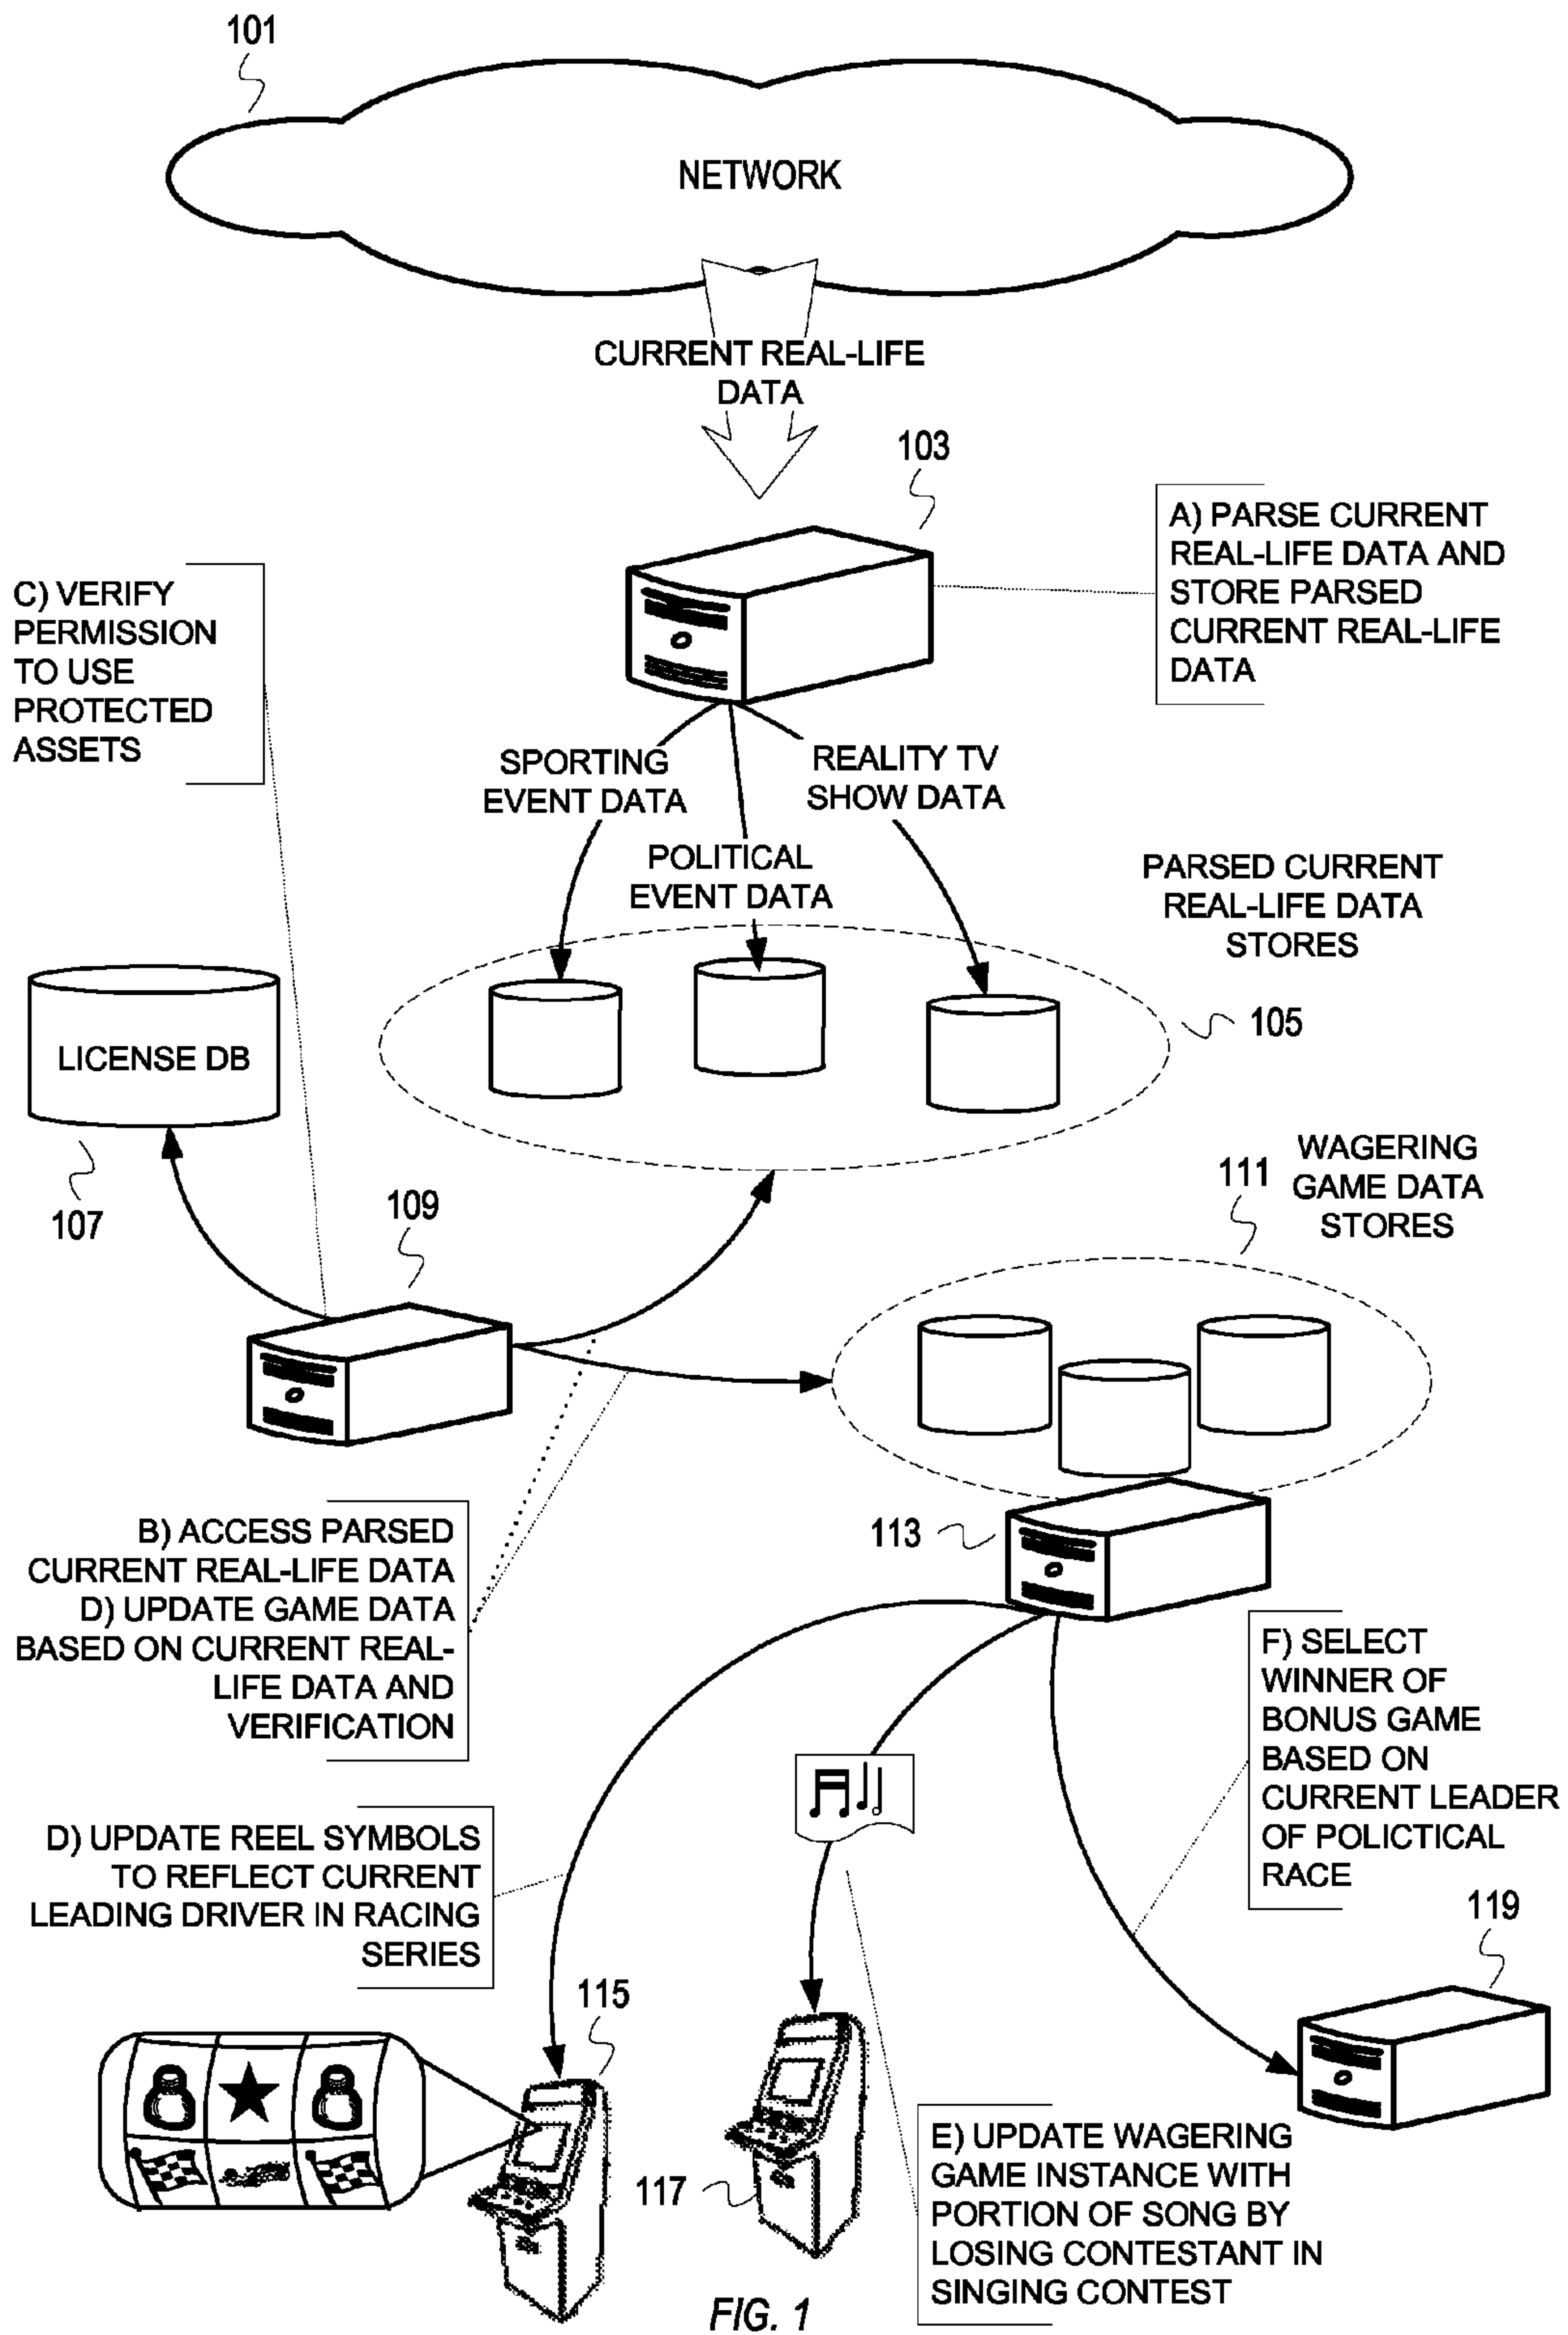 101
NETWORK
CURRENT REAL-LIFE
DATA
103
A) PARSE CURRENT
REAL-LIFE DATA AND
STORE PARSED
CURRENT REAL-LIFE
DATA
C) VERIFY
PERMISSION
TO USE
PROTECTED
ASSETS
SPORTING
EVENT DATA
REALITY TV
SHOW DATA
POLITICAL
EVENT DATA
PARSED CURRENT
REAL-LIFE DATA
STORES
105
LICENSE DB
107
109
111
WAGERING
GAME DATA
STORES
B) ACCESS PARSED
CURRENT REAL-LIFE DATA
D) UPDATE GAME DATA
BASED ON CURRENT REAL-
LIFE DATA AND
VERIFICATION
113
F) SELECT
WINNER OF
BONUS GAME
BASED ON
CURRENT LEADER
OF POLICTICAL
RACE
D) UPDATE REEL SYMBOLS
TO REFLECT CURRENT
LEADING DRIVER IN RACING
SERIES
115
117
119
E) UPDATE WAGERING
GAME INSTANCE WITH
PORTION OF SONG BY
LOSING CONTESTANT IN
SINGING CONTEST
FIG. 1